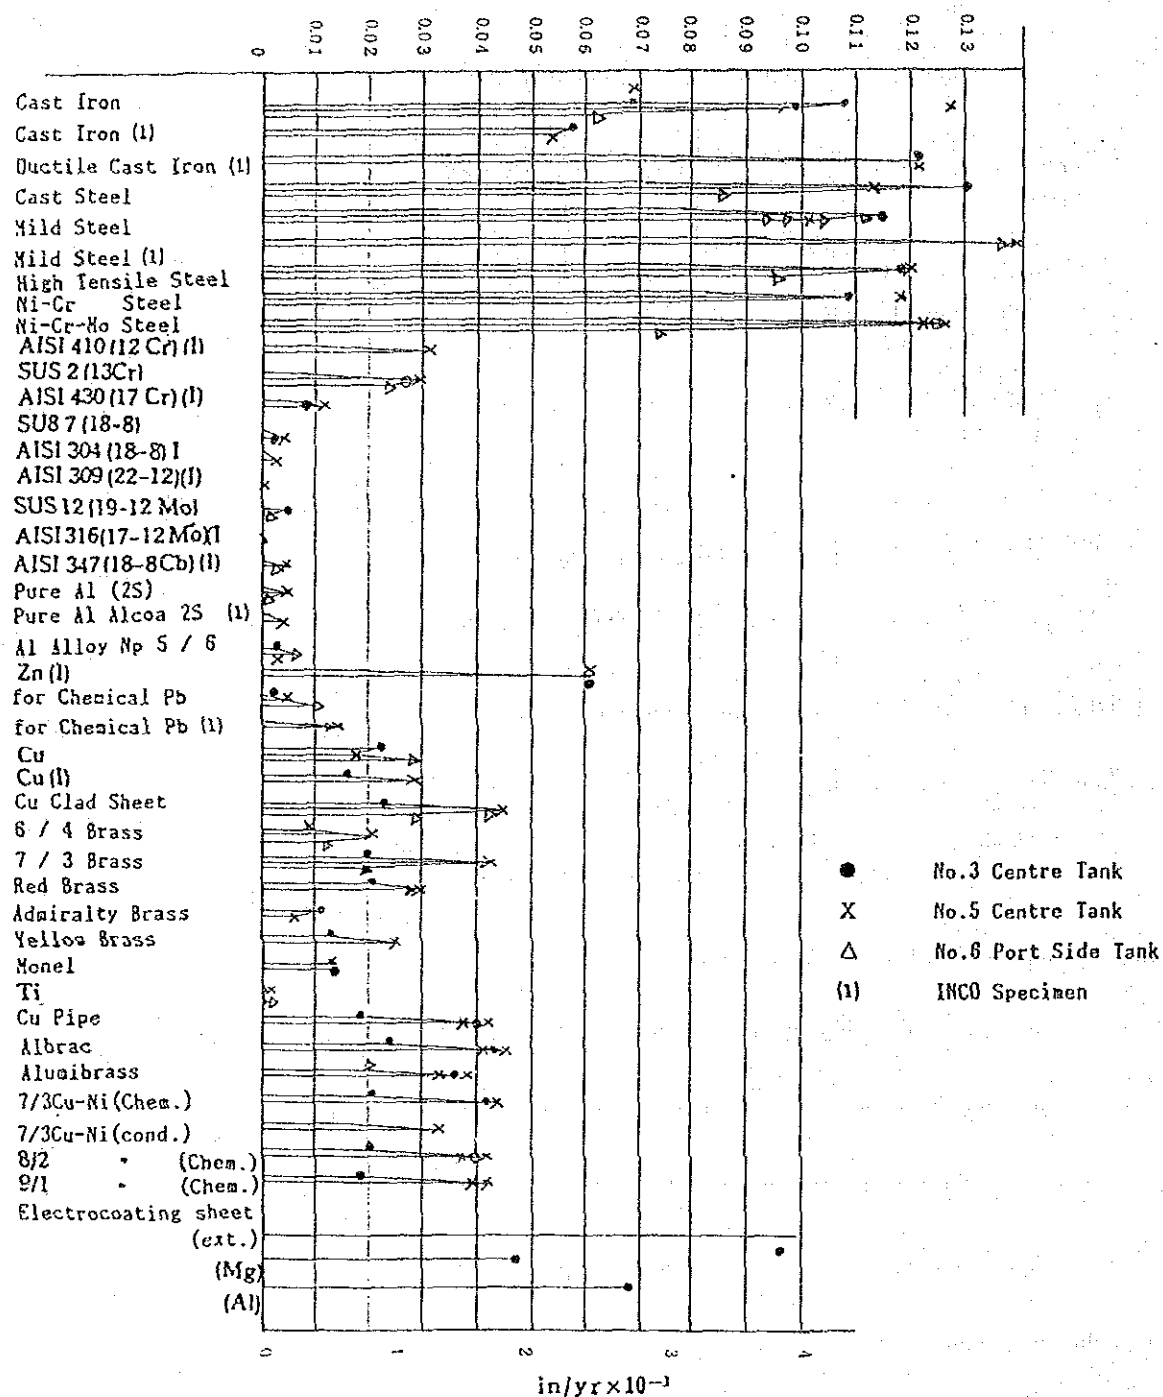 0 0.01 0.02 0.03 0.04 0.05 0.06 0.07 0.08 0.09 0.10 0.11 0.12 0.13
Cast Iron
Cast Iron (1)
Ductile Cast Iron (1)
Cast Steel
Mild Steel
Mild Steel (1)
High Tensile Steel
Ni-Cr Steel
Ni-Cr-Mo Steel
AISI 410 (12 Cr) (I)
SUS 2 (13Cr)
AISI 430 (17 Cr) (I)
SU8 7 (18-8)
AISI 304 (18-8) I
AISI 309 (22-12)(I)
SUS 12 (19-12 Mo)
AISI 316(17-12 Mo)(I
AISI 347 (18-8Cb) (I)
Pure Al (2S)
Pure Al Alcoa 2S (1)
Al Alloy Np 5 / 6
Zn (I)
for Chemical Pb
for Chemical Pb (1)
Cu
Cu (I)
Cu Clad Sheet
6 / 4 Brass
7 / 3 Brass
Red Brass
Admiralty Brass
Yellow Brass
Monel
Ti
Cu Pipe
Albrac
Alumibrass
7/3Cu-Ni(Chem.)
7/3Cu-Ni(cond.)
8/2 " (Chem.)
9/1 " (Chem.)
Electrocoating sheet
(ext.)
(Mg)
(Al)
● No.3 Centre Tank
X No.5 Centre Tank
△ No.6 Port Side Tank
(1) INCO Specimen
0 1 2 3 4
in/yr×10⁻³